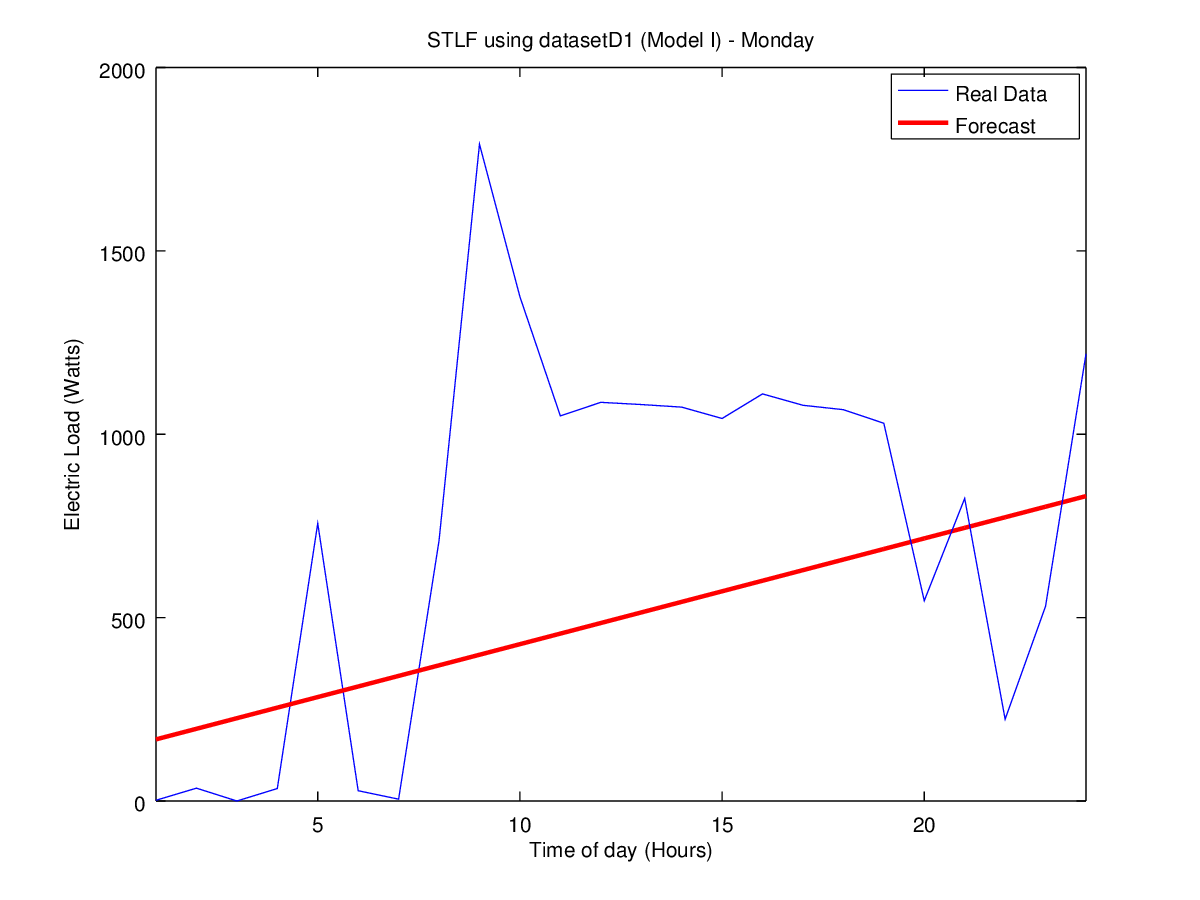 STLF using datasetD1 (Model I) - Monday
2000
1500
1000
500
0
5
10
15
20
Real Data
Forecast
Electric Load (Watts)
Time of day (Hours)